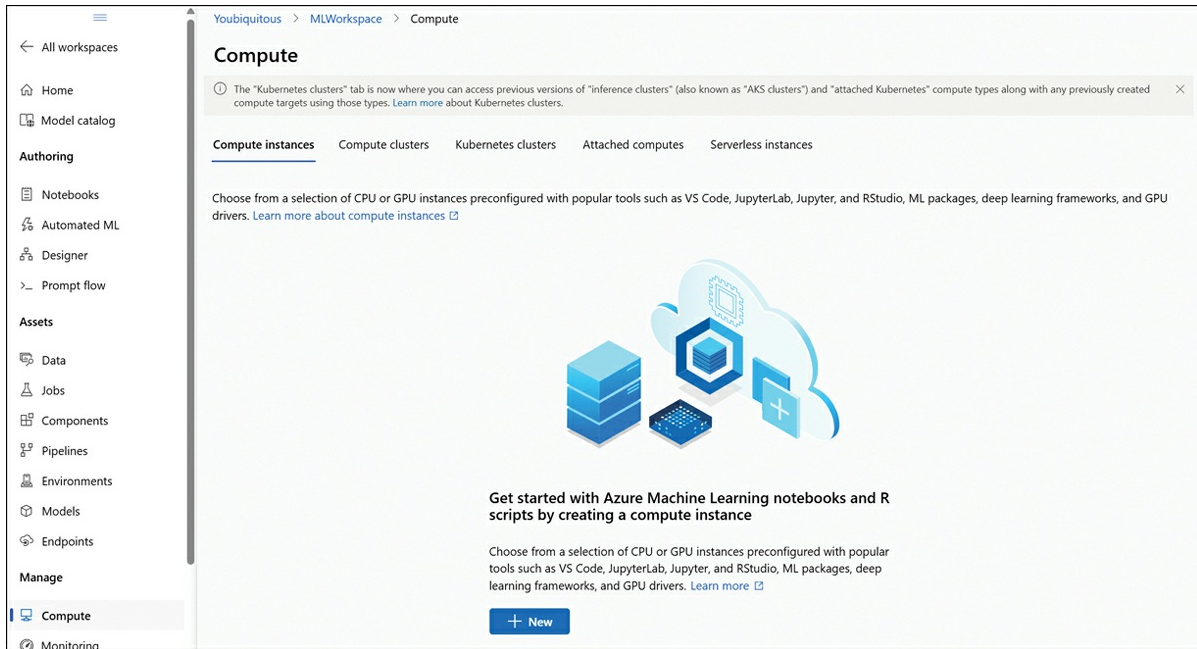 Youbiquitous > MLWorkspace > Compute
All workspaces
Home
Model catalog
Authoring
Notebooks
Automated ML
Designer
Prompt flow
Assets
Data
Jobs
Components
Pipelines
Environments
Models
Endpoints
Manage
Compute
Monitoring
Compute
The "Kubernetes clusters" tab is now where you can access previous versions of "inference clusters" (also known as "AKS clusters") and "attached Kubernetes" compute types along with any previously created
compute targets using those types. Learn more about Kubernetes clusters.
Compute instances Compute clusters Kubernetes clusters Attached computes Serverless instances
Choose from a selection of CPU or GPU instances preconfigured with popular tools such as VS Code, JupyterLab, Jupyter, and RStudio, ML packages, deep learning frameworks, and GPU
drivers. Learn more about compute instances
Get started with Azure Machine Learning notebooks and R
scripts by creating a compute instance
Choose from a selection of CPU or GPU instances preconfigured with popular
tools such as VS Code, JupyterLab, Jupyter, and RStudio, ML packages, deep
learning frameworks, and GPU drivers. Learn more
+ New